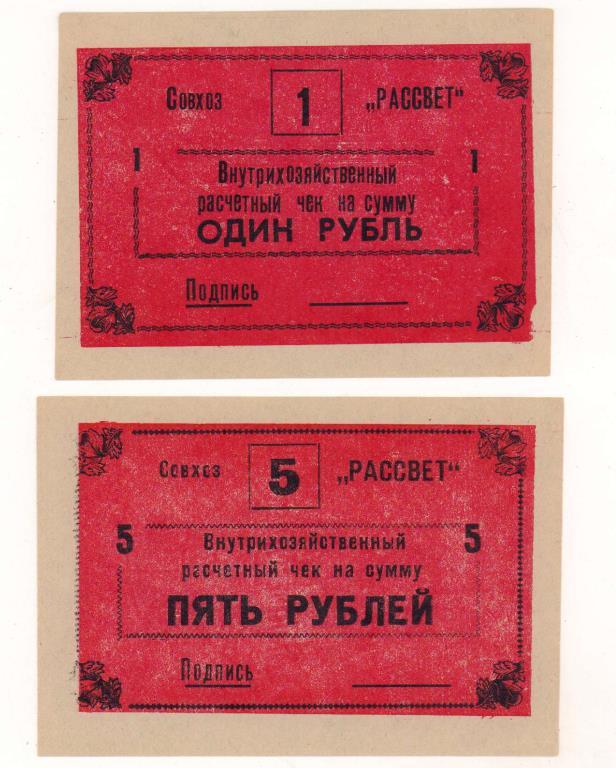 Совхоз 1 „РАССВЕТ“
1 1
Внутрихозяйственный
расчетный чек на сумму
ОДИН РУБЛЬ
Подпись
Совхоз 5 „РАССВЕТ“
5 5
Внутрихозяйственный
расчетный чек на сумму
ПЯТЬ РУБЛЕЙ
Подпись